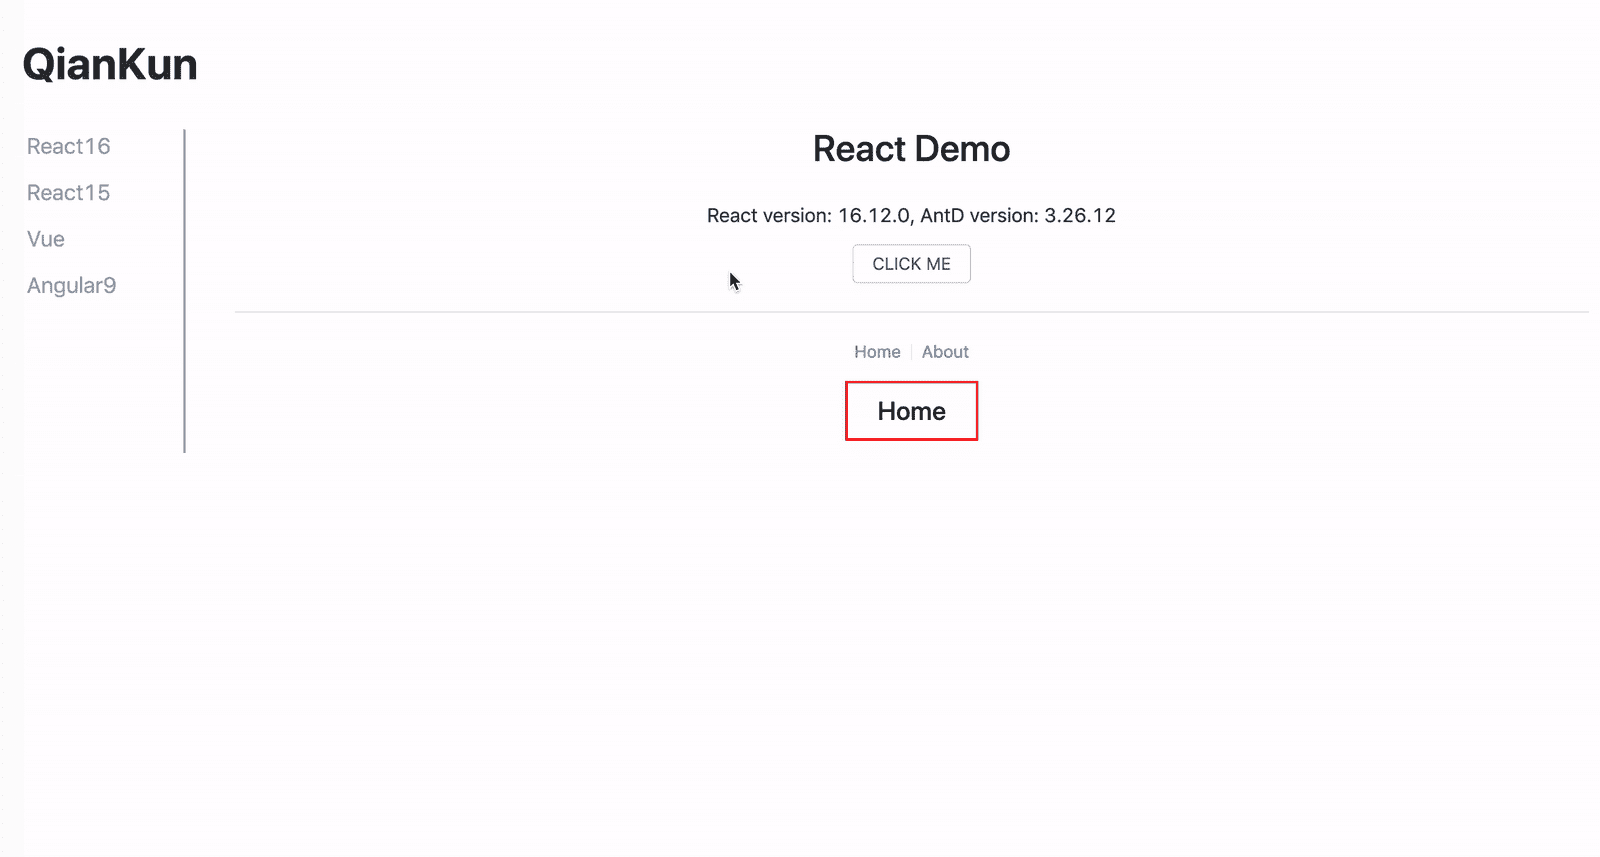 QianKun
React16
React15
Vue
Angular9
React Demo
React version: 16.12.0, AntD version: 3.26.12
CLICK ME
Home About
Home